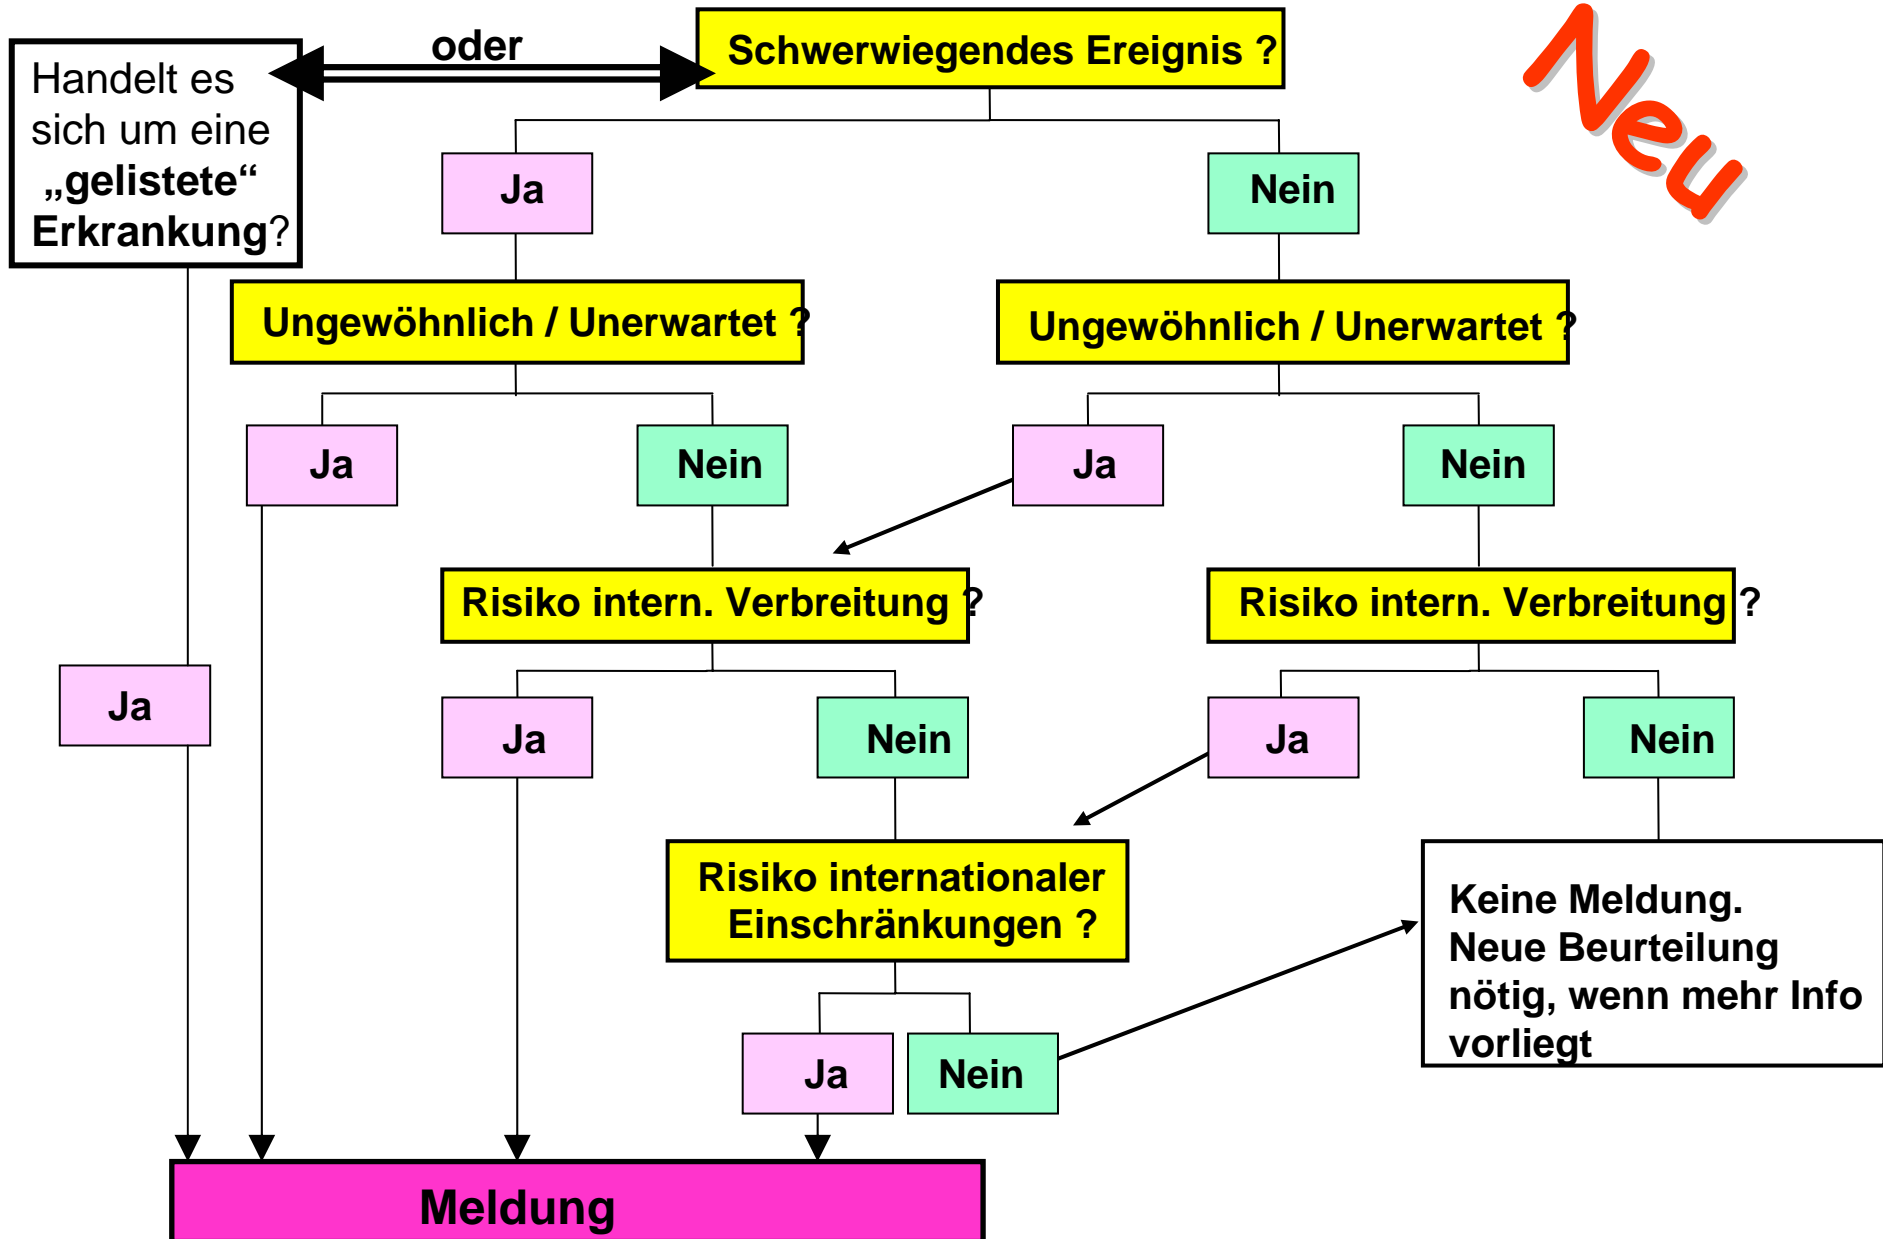 oder
Schwerwiegendes Ereignis ?
Neu
Handelt es
sich um eine
„gelistete“
Erkrankung?
Ja
Nein
Ungewöhnlich / Unerwartet ?
Ungewöhnlich / Unerwartet ?
Ja
Nein
Ja
Nein
Risiko intern. Verbreitung ?
Risiko intern. Verbreitung ?
Ja
Ja
Nein
Ja
Nein
Risiko internationaler
Einschränkungen ?
Keine Meldung.
Neue Beurteilung
nötig, wenn mehr Info
vorliegt
Ja
Nein
Meldung